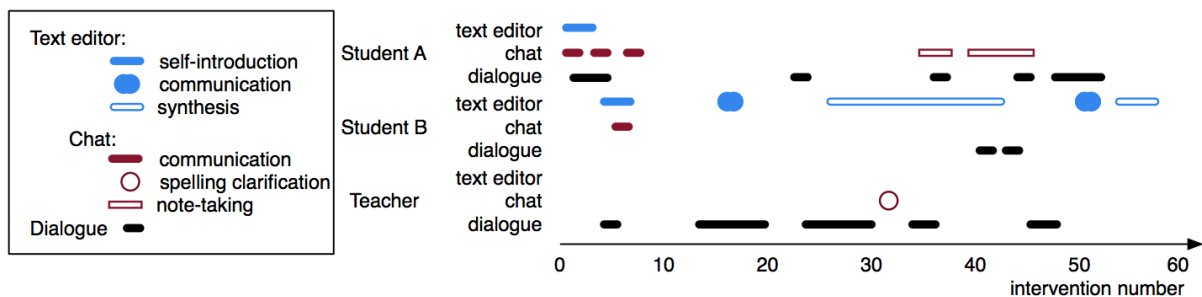 Text editor:
self-introduction
communication
synthesis
Chat:
communication
spelling clarification
note-taking
Dialogue
Student A
text editor
chat
dialogue
Student B
text editor
chat
dialogue
Teacher
text editor
chat
dialogue
0 10 20 30 40 50 60
intervention number